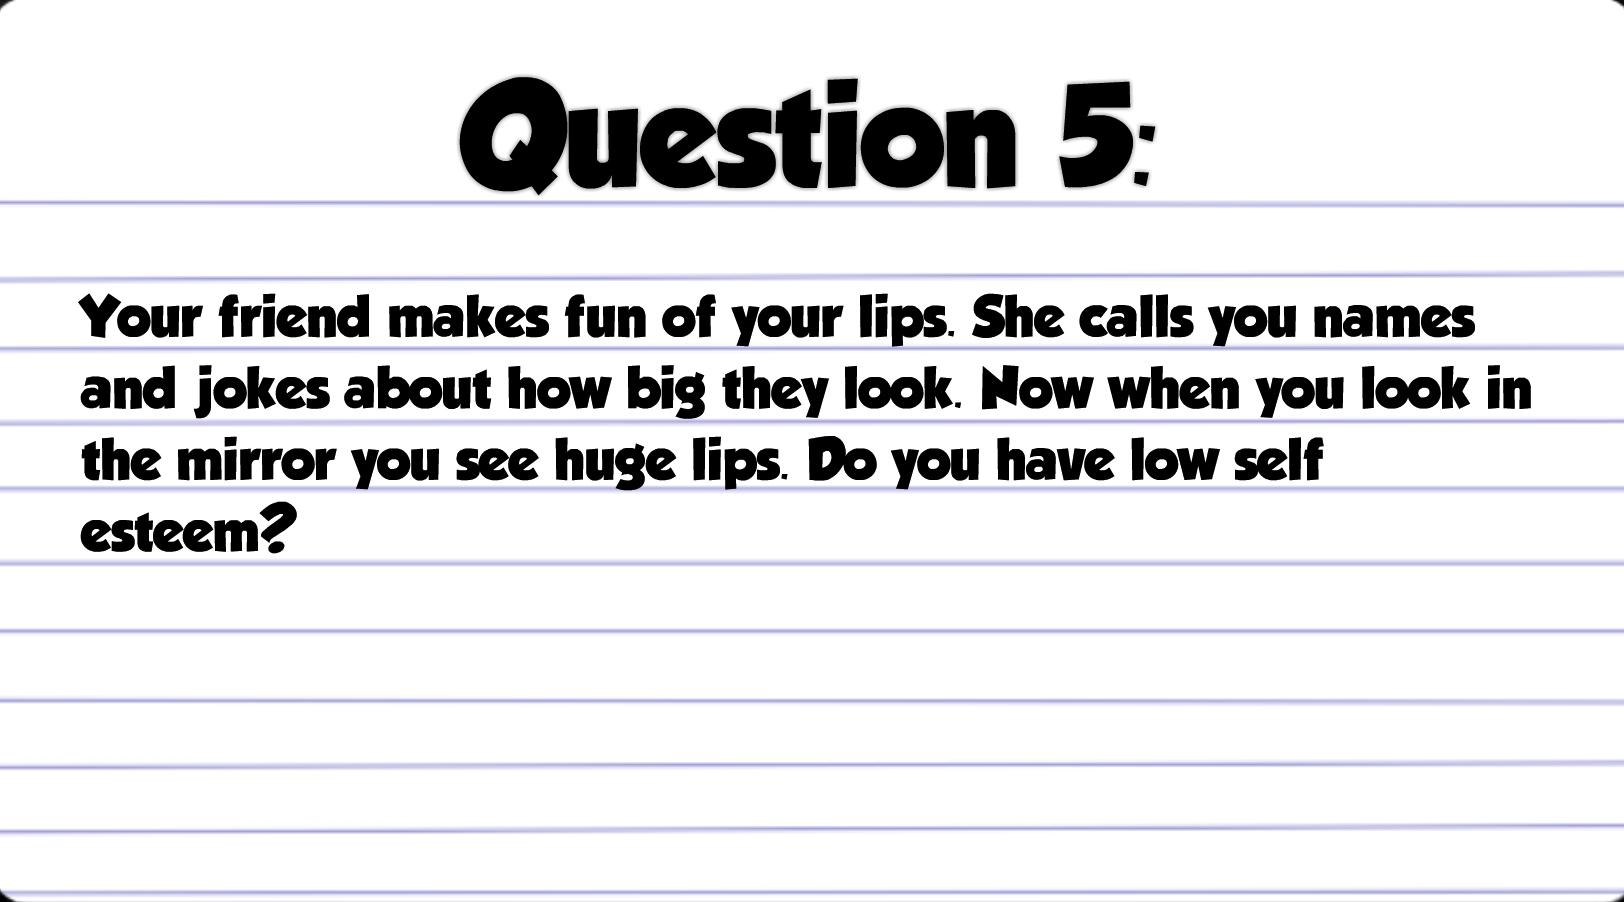 Question 5:
Your friend makes fun of your lips. She calls you names
and jokes about how big they look. Now when you look in
the mirror you see huge lips. Do you have low self
esteem?